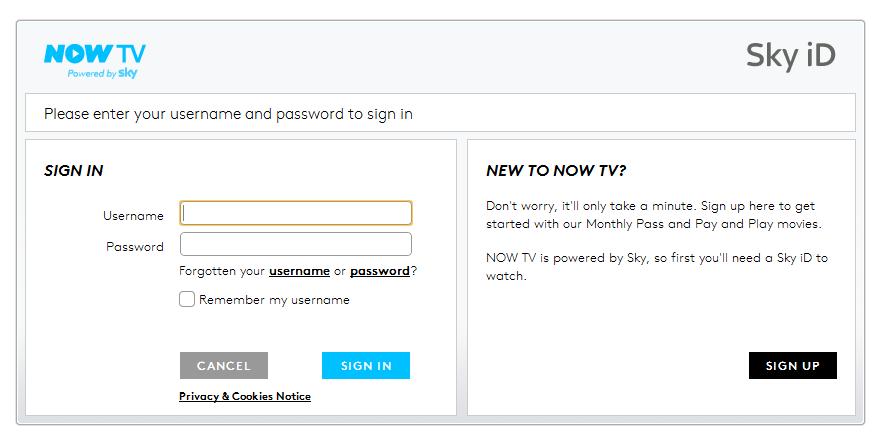 NOW TV
Powered by sky
Sky iD
Please enter your username and password to sign in
SIGN IN
Username
Password
Forgotten your username or password?
Remember my username
CANCEL
SIGN IN
Privacy & Cookies Notice
NEW TO NOW TV?
Don't worry, it'll only take a minute. Sign up here to get
started with our Monthly Pass and Pay and Play movies.
NOW TV is powered by Sky, so first you'll need a Sky iD to
watch.
SIGN UP